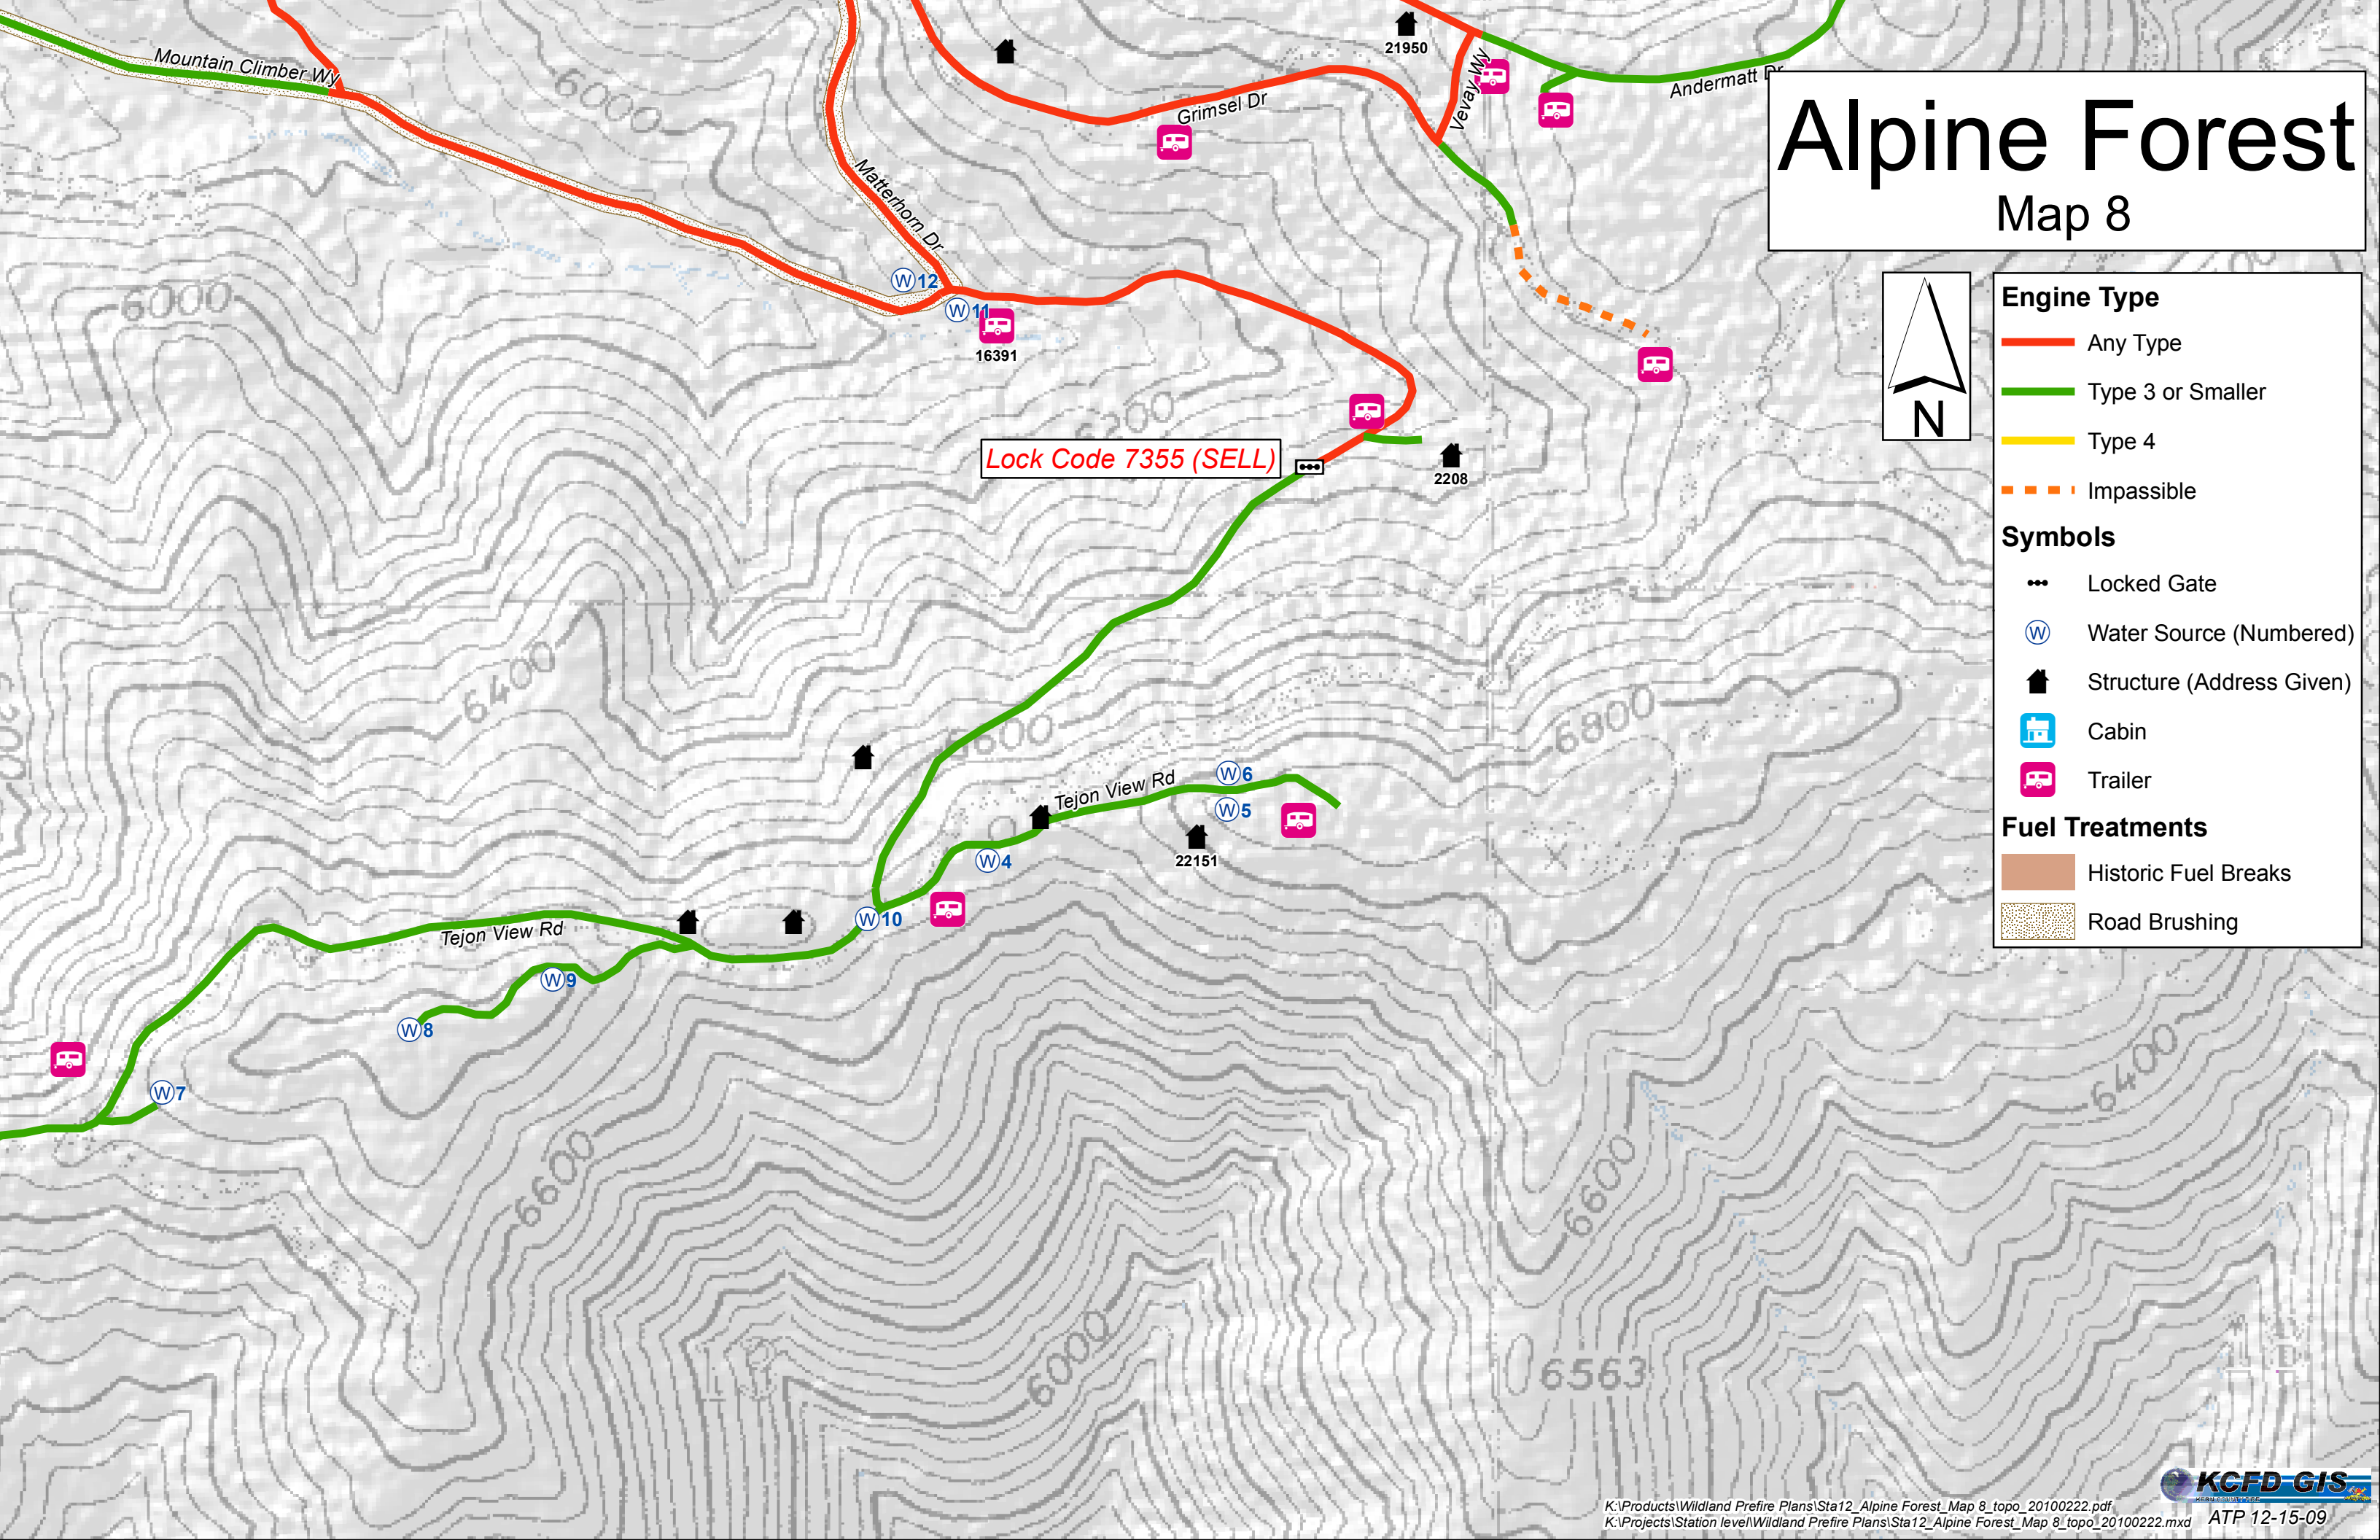 21950
Mountain Climber Wy
Vevay Wy
Andermatt Dr
Grimsel Dr
Alpine Forest
Map 8
6000
Matterhorn Dr
W 12
W 11
6000
16391
N
Engine Type
Any Type
Type 3 or Smaller
Type 4
Impassible
Symbols
Locked Gate
W Water Source (Numbered)
Structure (Address Given)
Cabin
Trailer
Fuel Treatments
Historic Fuel Breaks
Road Brushing
6200
Lock Code 7355 (SELL)
2208
6400
6800
6600
Tejon View Rd
W 6
W 5
22151
W 4
W 10
Tejon View Rd
W 9
W 8
W 7
6400
6600
6600
6000
13
6563
KCFD GIS
K:\Products\Wildland Prefire Plans\Sta12_Alpine Forest_Map 8_topo_20100222.pdf
K:\Projects\Station level\Wildland Prefire Plans\Sta12_Alpine Forest_Map 8_topo_20100222.mxd
ATP 12-15-09